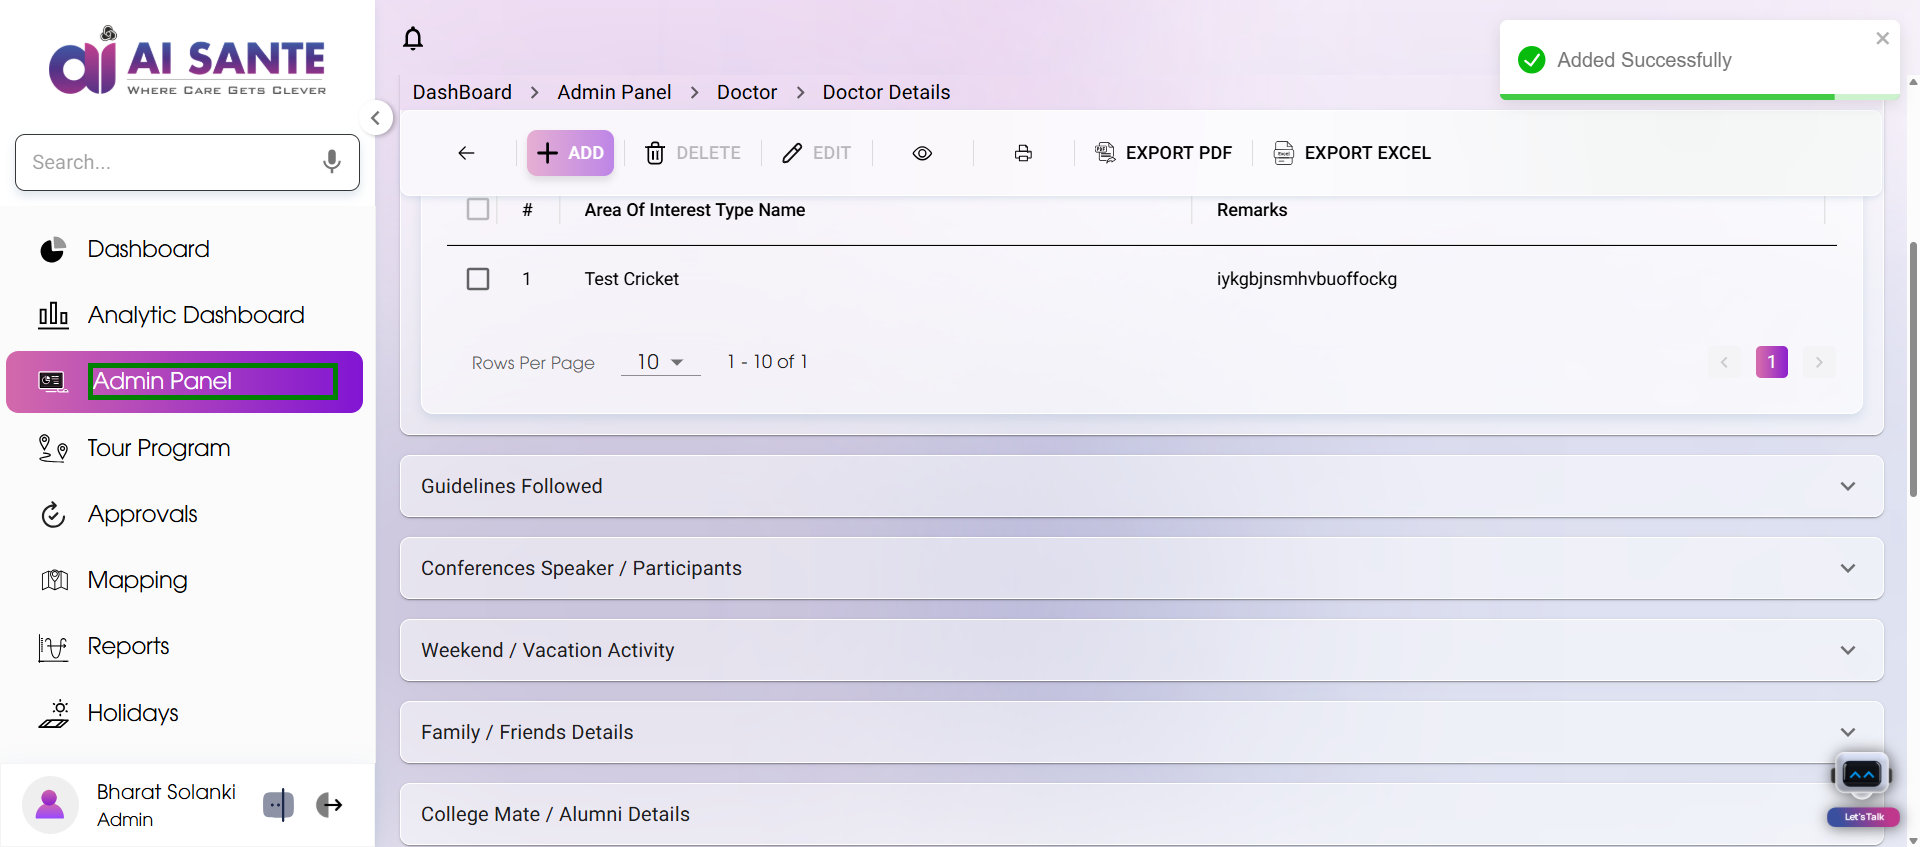 AI SANTE
WHERE CARE GETS CLEVER
Search...
Dashboard
Analytic Dashboard
Admin Panel
Tour Program
Approvals
Mapping
Reports
Holidays
Bharat Solanki
Admin
Added Successfully
DashBoard > Admin Panel > Doctor > Doctor Details
ADD DELETE EDIT EXPORT PDF EXPORT EXCEL
# Area Of Interest Type Name Remarks
1 Test Cricket iykgbjnsmhvbuoffockg
Rows Per Page 10 1 - 10 of 1 1
Guidelines Followed
Conferences Speaker / Participants
Weekend / Vacation Activity
Family / Friends Details
College Mate / Alumni Details
Let'sTalk